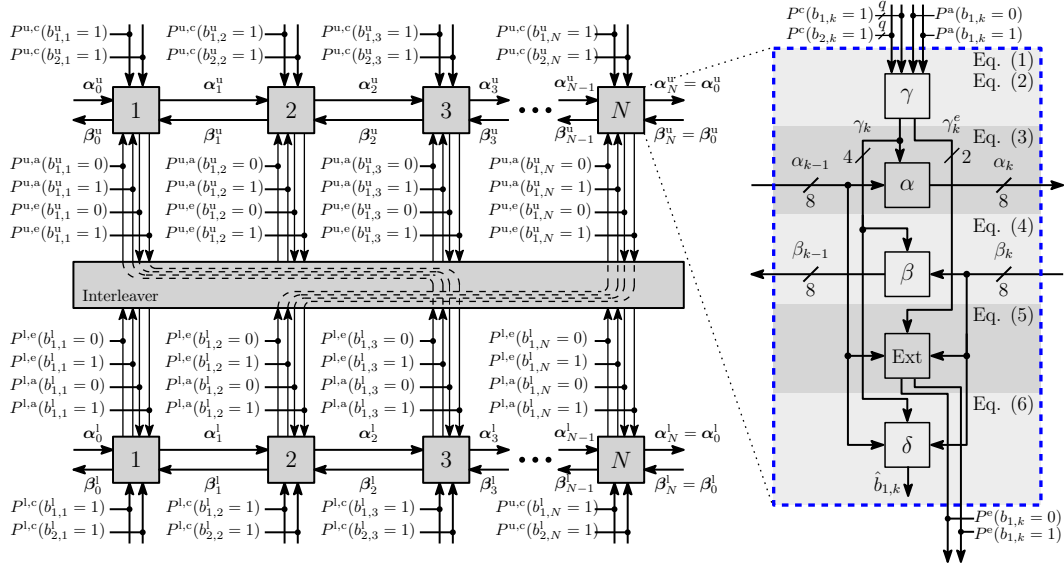 P^{u,c}(b^u_{1,1} = 1) P^{u,c}(b^u_{1,2} = 1) P^{u,c}(b^u_{1,3} = 1) P^{u,c}(b^u_{1,N} = 1)
P^{u,c}(b^u_{2,1} = 1) P^{u,c}(b^u_{2,2} = 1) P^{u,c}(b^u_{2,3} = 1) P^{u,c}(b^u_{2,N} = 1)
α^u_0 α^u_1 α^u_2 α^u_3 α^u_{N−1} α^u_N = α^u_0
1 2 3 ••• N
β^u_0 β^u_1 β^u_2 β^u_3 β^u_{N−1} β^u_N = β^u_0
P^{u,a}(b^u_{1,1} = 0) P^{u,a}(b^u_{1,2} = 0) P^{u,a}(b^u_{1,3} = 0) P^{u,a}(b^u_{1,N} = 0)
P^{u,a}(b^u_{1,1} = 1) P^{u,a}(b^u_{1,2} = 1) P^{u,a}(b^u_{1,3} = 1) P^{u,a}(b^u_{1,N} = 1)
P^{u,e}(b^u_{1,1} = 0) P^{u,e}(b^u_{1,2} = 0) P^{u,e}(b^u_{1,3} = 0) P^{u,e}(b^u_{1,N} = 0)
P^{u,e}(b^u_{1,1} = 1) P^{u,e}(b^u_{1,2} = 1) P^{u,e}(b^u_{1,3} = 1) P^{u,e}(b^u_{1,N} = 1)
Interleaver
P^{l,e}(b^l_{1,1} = 0) P^{l,e}(b^l_{1,2} = 0) P^{l,e}(b^l_{1,3} = 0) P^{l,e}(b^l_{1,N} = 0)
P^{l,e}(b^l_{1,1} = 1) P^{l,e}(b^l_{1,2} = 1) P^{l,e}(b^l_{1,3} = 1) P^{l,e}(b^l_{1,N} = 1)
P^{l,a}(b^l_{1,1} = 0) P^{l,a}(b^l_{1,2} = 0) P^{l,a}(b^l_{1,3} = 0) P^{l,a}(b^l_{1,N} = 0)
P^{l,a}(b^l_{1,1} = 1) P^{l,a}(b^l_{1,2} = 1) P^{l,a}(b^l_{1,3} = 1) P^{l,a}(b^l_{1,N} = 1)
α^l_0 α^l_1 α^l_2 α^l_3 α^l_{N−1} α^l_N = α^l_0
1 2 3 ••• N
β^l_0 β^l_1 β^l_2 β^l_3 β^l_{N−1} β^l_N = β^l_0
P^{l,c}(b^l_{1,1} = 1) P^{l,c}(b^l_{1,2} = 1) P^{l,c}(b^l_{1,3} = 1) P^{u,c}(b^l_{1,N} = 1)
P^{l,c}(b^l_{2,1} = 1) P^{l,c}(b^l_{2,2} = 1) P^{l,c}(b^l_{2,3} = 1) P^{u,c}(b^l_{2,N} = 1)
P^c(b_{1,k} = 1) q P^a(b_{1,k} = 0)
P^c(b_{2,k} = 1) q P^a(b_{1,k} = 1)
Eq. (1)
Eq. (2)
γ
γ_k γ^e_k Eq. (3)
4 2
α_{k−1} α α_k
8 8
Eq. (4)
β_{k−1} β β_k
8 8
Eq. (5)
Ext
Eq. (6)
δ
b̂_{1,k}
P^e(b_{1,k} = 0)
P^e(b_{1,k} = 1)